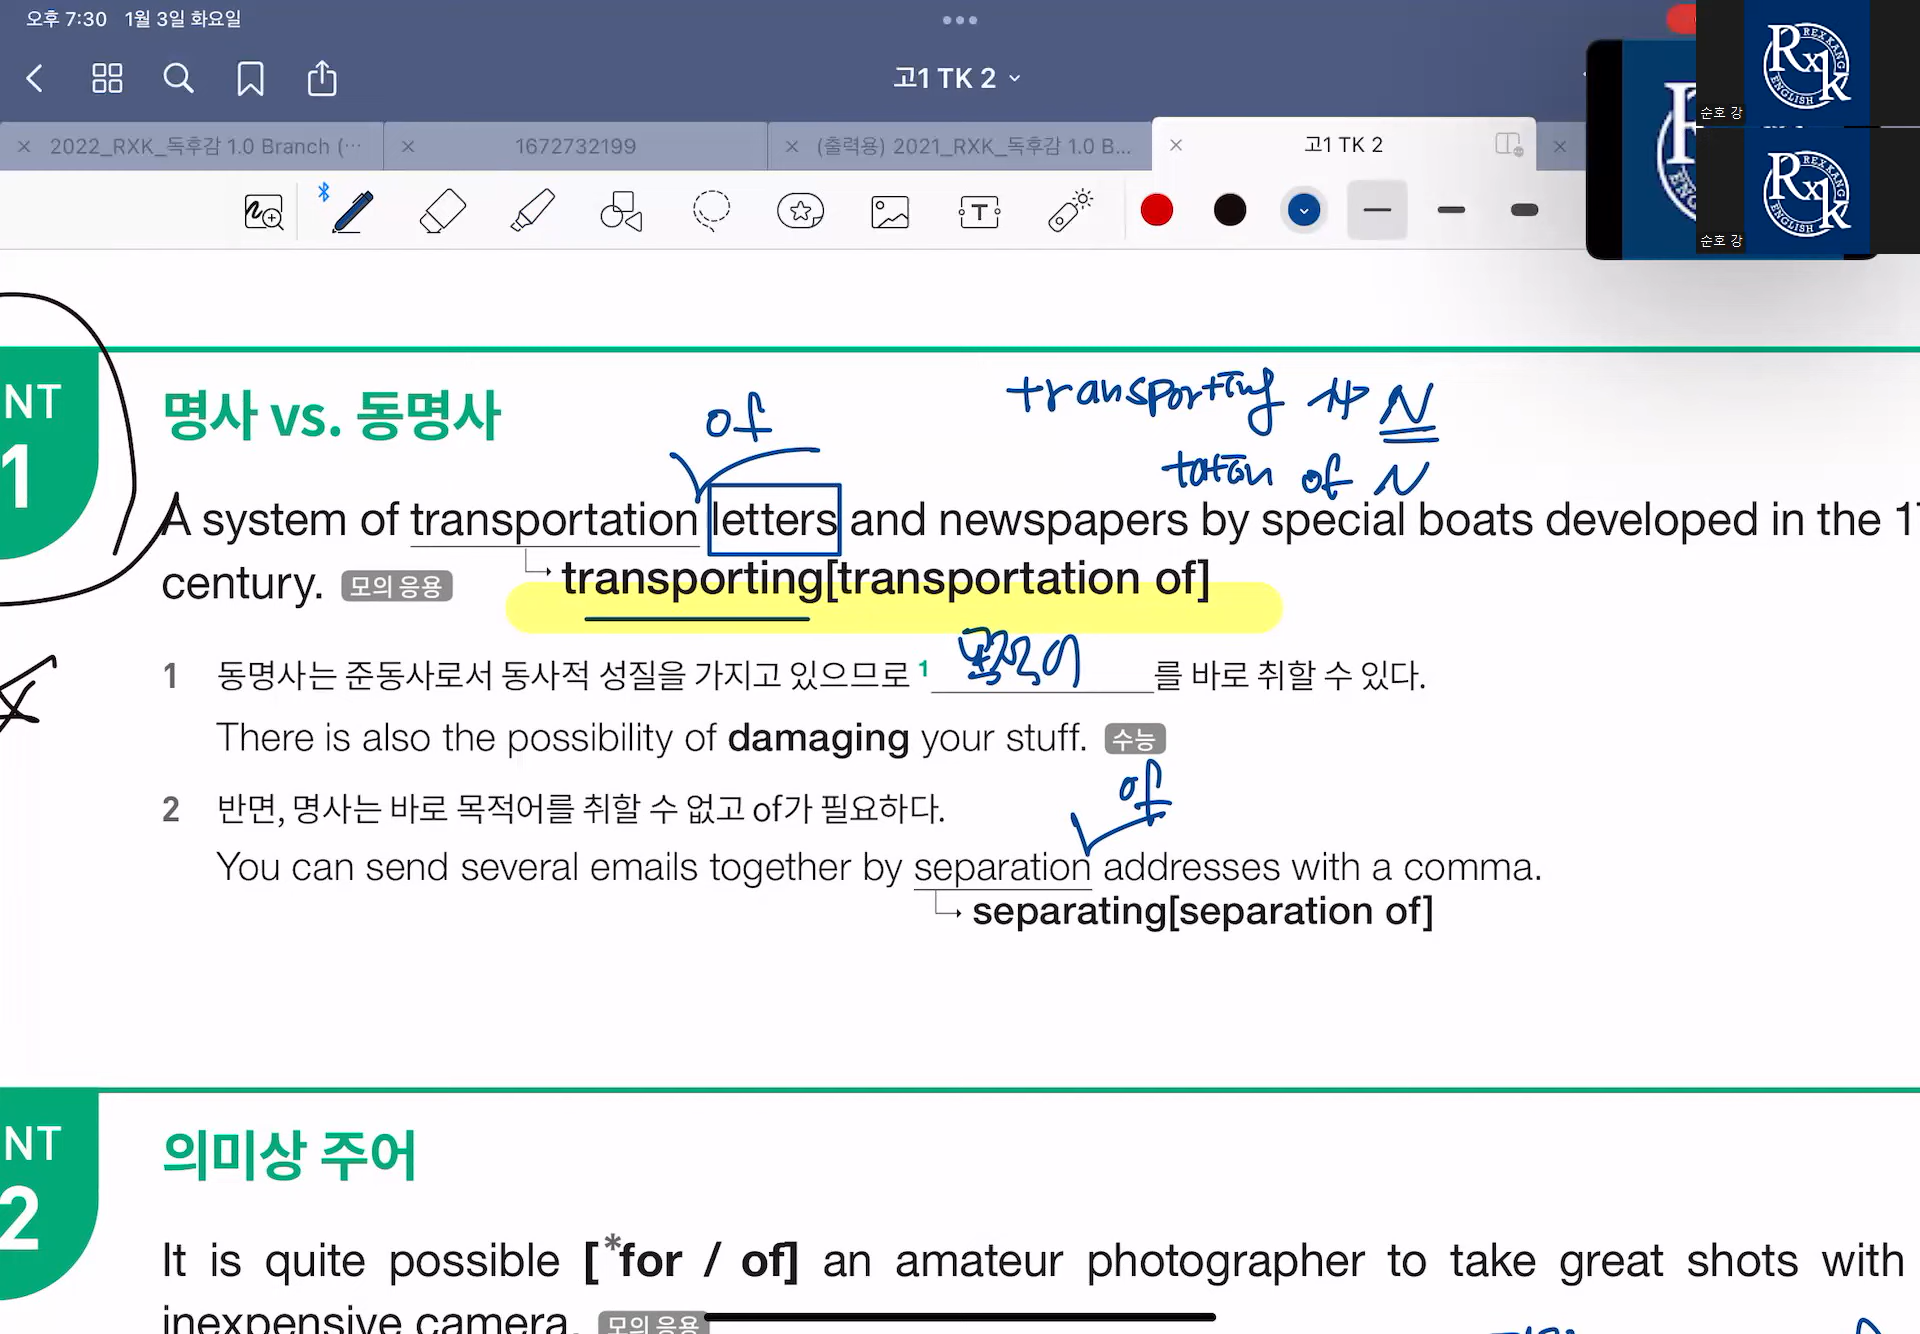 오후 7:30 1월 3일 화요일
고1 TK 2
순호 강
순호 강
2022_RXK_독후감 1.0 Branch (…
1672732199
(출력용) 2021_RXK_독후감 1.0 B...
고1 TK 2
REX KANG
RxK
ENGLISH
REX KANG
RxK
ENGLISH
NT
1
명사 vs. 동명사
of
transporting N
tation of N
A system of transportation letters and newspapers by special boats developed in the 17
century. 모의 응용
transporting[transportation of]
1 동명사는 준동사로서 동사적 성질을 가지고 있으므로 1 목적어 를 바로 취할 수 있다.
There is also the possibility of damaging your stuff. 수능
2 반면, 명사는 바로 목적어를 취할 수 없고 of가 필요하다.
of
You can send several emails together by separation addresses with a comma.
separating[separation of]
NT
2
의미상 주어
It is quite possible [*for / of] an amateur photographer to take great shots with
inexpensive camera. 모의 응용